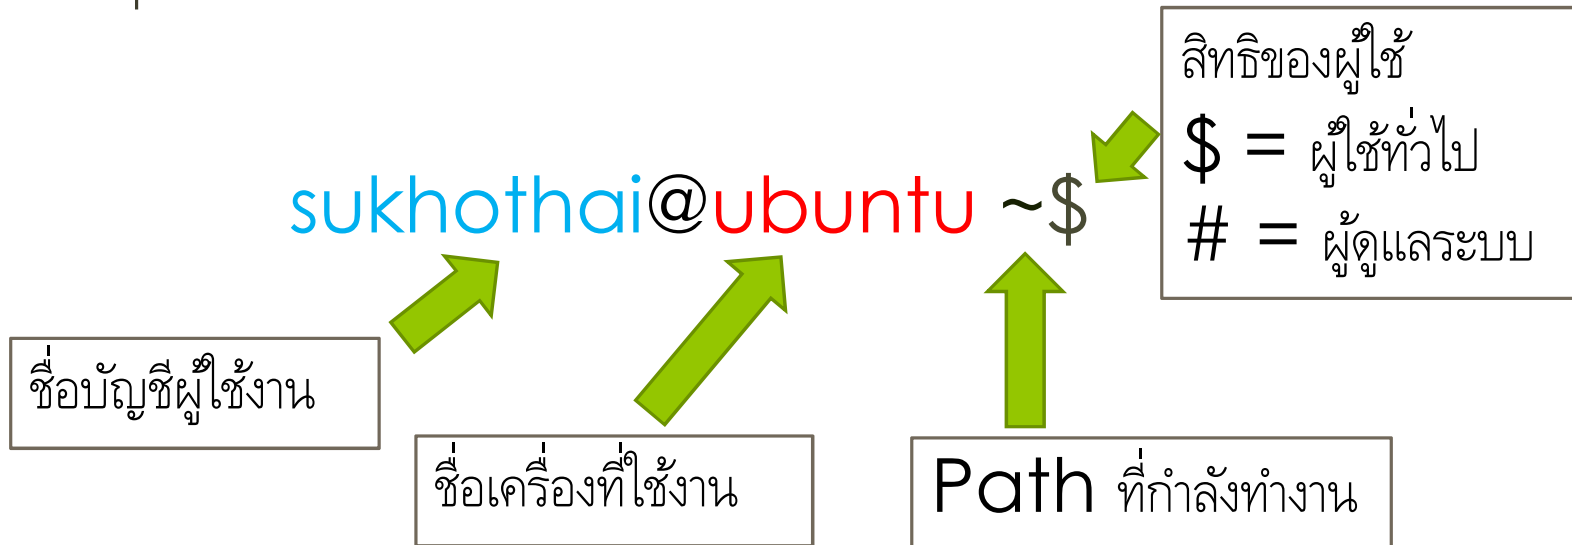 สิทธิของผู้ใช้
$ = ผู้ใช้ทั่วไป
# = ผู้ดูแลระบบ
sukhothai@ubuntu ~$
ชื่อบัญชีผู้ใช้งาน
ชื่อเครื่องที่ใช้งาน
Path ที่กำลังทำงาน